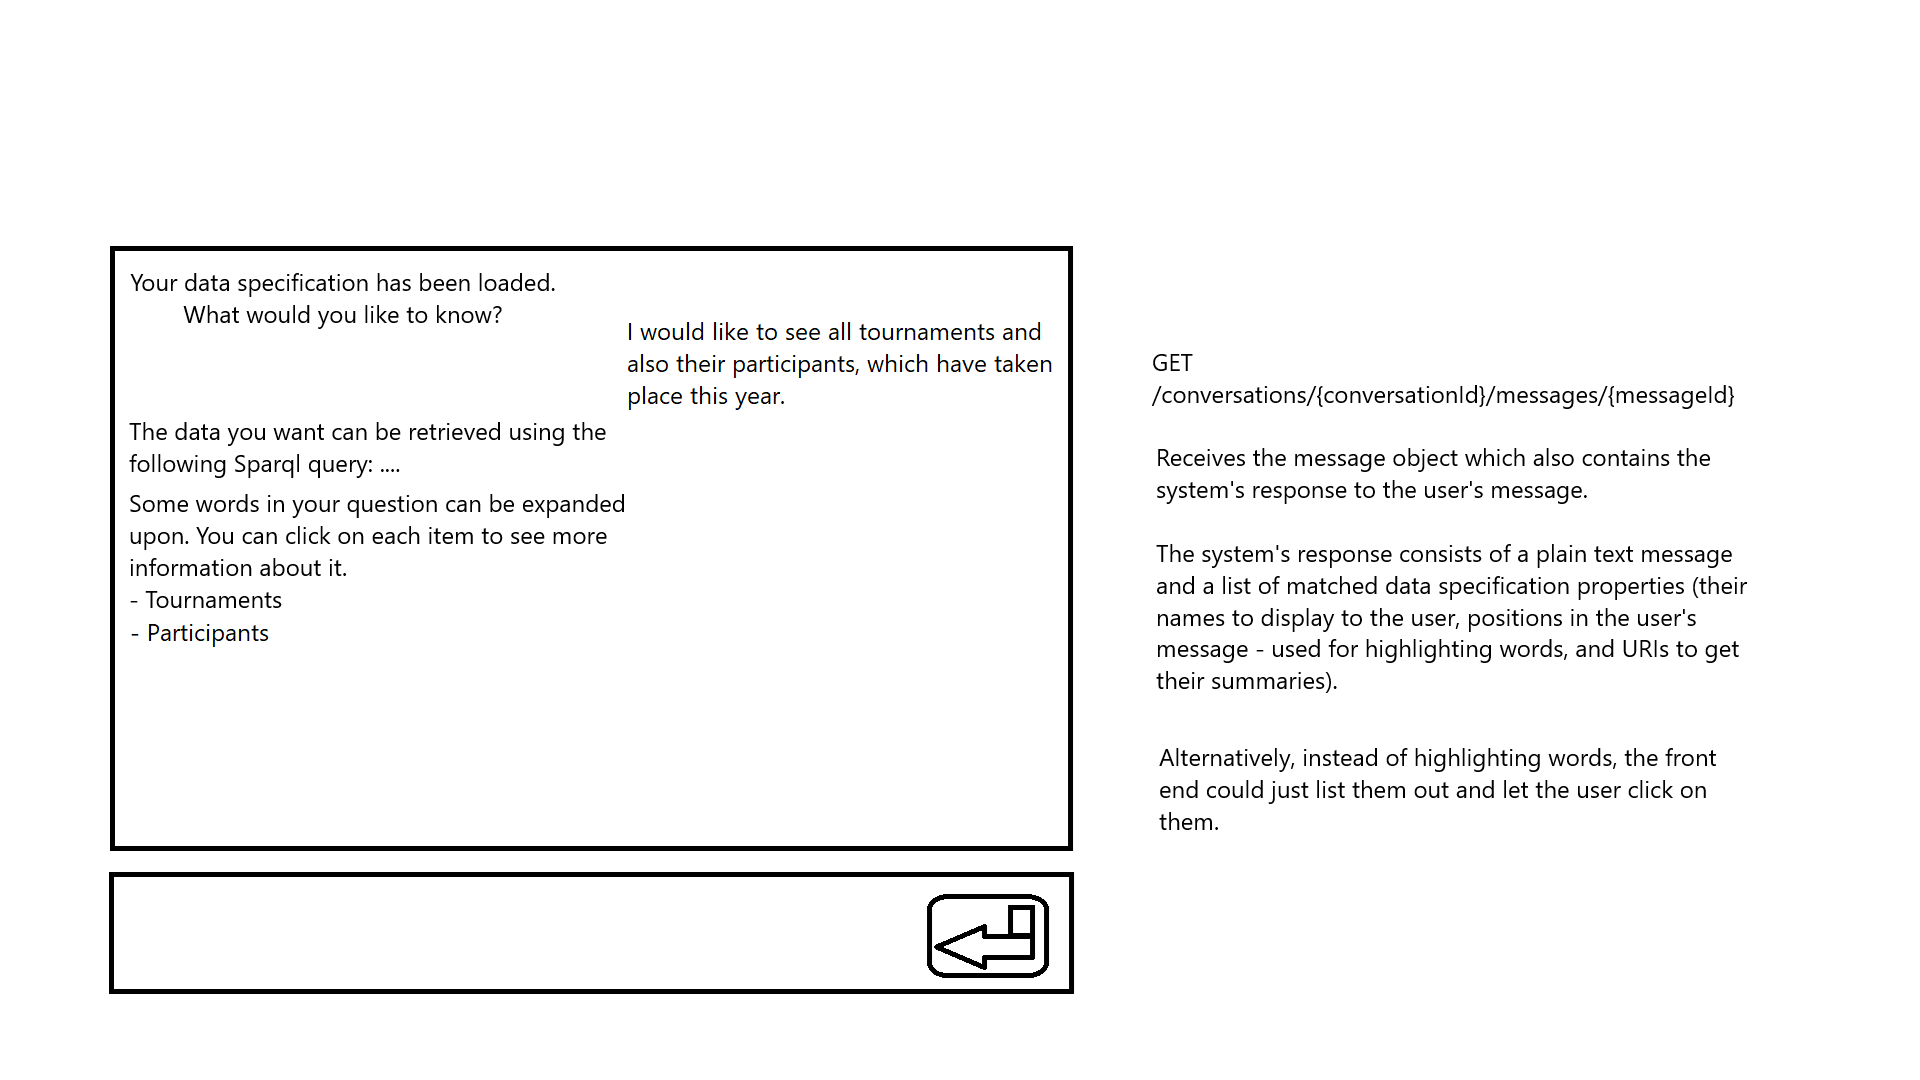 Your data specification has been loaded.
What would you like to know?
I would like to see all tournaments and
also their participants, which have taken
place this year.
The data you want can be retrieved using the
following Sparql query: ....
Some words in your question can be expanded
upon. You can click on each item to see more
information about it.
- Tournaments
- Participants
GET
/conversations/{conversationId}/messages/{messageId}
Receives the message object which also contains the
system's response to the user's message.
The system's response consists of a plain text message
and a list of matched data specification properties (their
names to display to the user, positions in the user's
message - used for highlighting words, and URIs to get
their summaries).
Alternatively, instead of highlighting words, the front
end could just list them out and let the user click on
them.